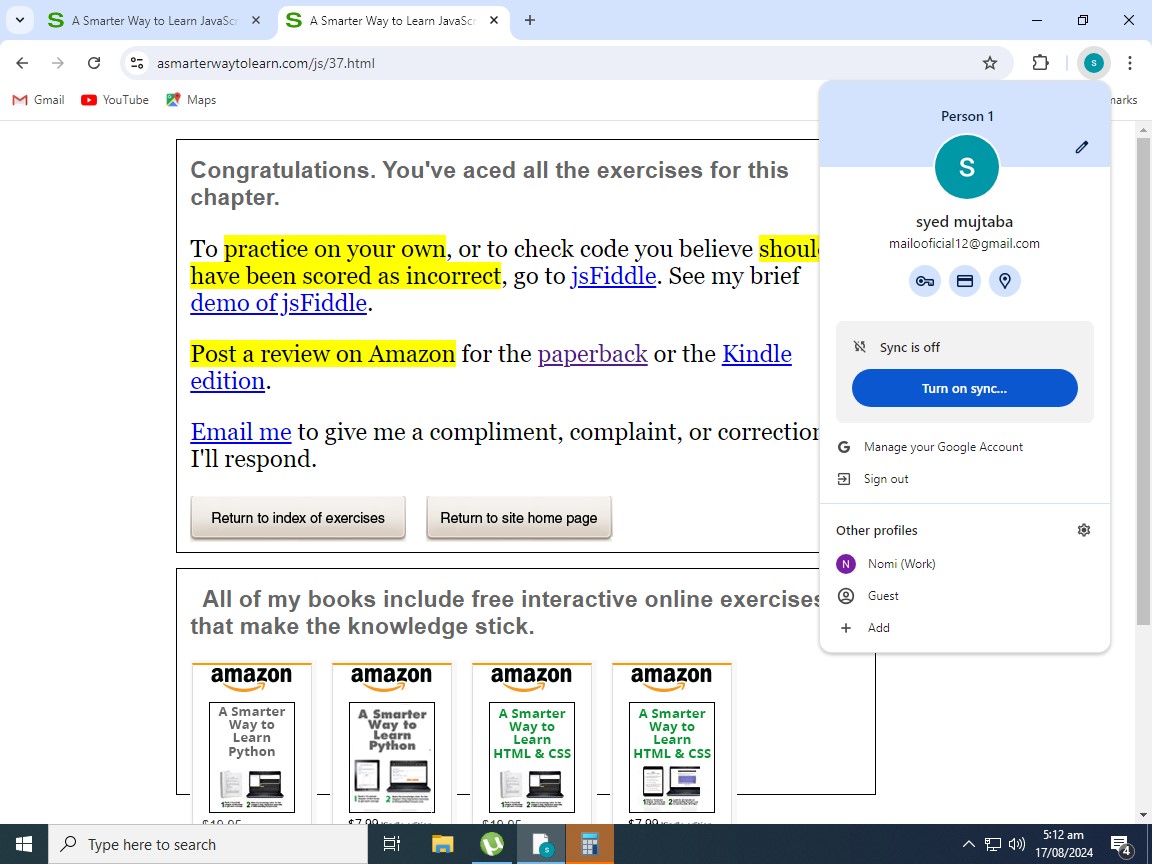 A Smarter Way to Learn JavaSc
A Smarter Way to Learn JavaSc
asmarterwaytolearn.com/js/37.html
S
Gmail
YouTube
Maps
marks
Congratulations. You've aced all the exercises for this
chapter.
To practice on your own, or to check code you believe shoul
have been scored as incorrect, go to jsFiddle. See my brief
demo of jsFiddle.
Post a review on Amazon for the paperback or the Kindle
edition.
Email me to give me a compliment, complaint, or correction
I'll respond.
Return to index of exercises
Return to site home page
Person 1
S
syed mujtaba
mailooficial12@gmail.com
Sync is off
Turn on sync...
Manage your Google Account
Sign out
Other profiles
N Nomi (Work)
Guest
Add
All of my books include free interactive online exercises
that make the knowledge stick.
amazon
amazon
amazon
amazon
A Smarter
Way to
Learn
Python
A Smarter
Way to
Learn
Python
A Smarter
Way to
Learn
HTML & CSS
A Smarter
Way to
Learn
HTML & CSS
$19.95
$7.99
$19.95
$7.99
Type here to search
5:12 am
17/08/2024
4